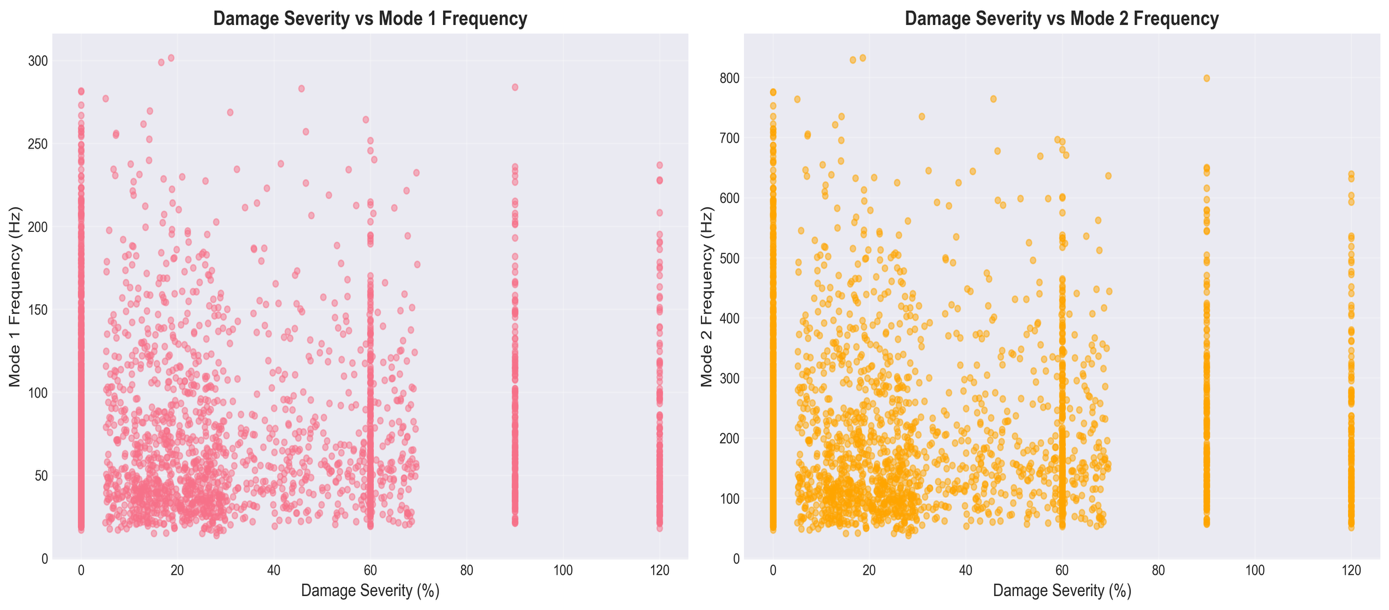 Damage Severity vs Mode 1 Frequency
Mode 1 Frequency (Hz)
300
250
200
150
100
50
0
0 20 40 60 80 100 120
Damage Severity (%)
Damage Severity vs Mode 2 Frequency
Mode 2 Frequency (Hz)
800
700
600
500
400
300
200
100
0
0 20 40 60 80 100 120
Damage Severity (%)